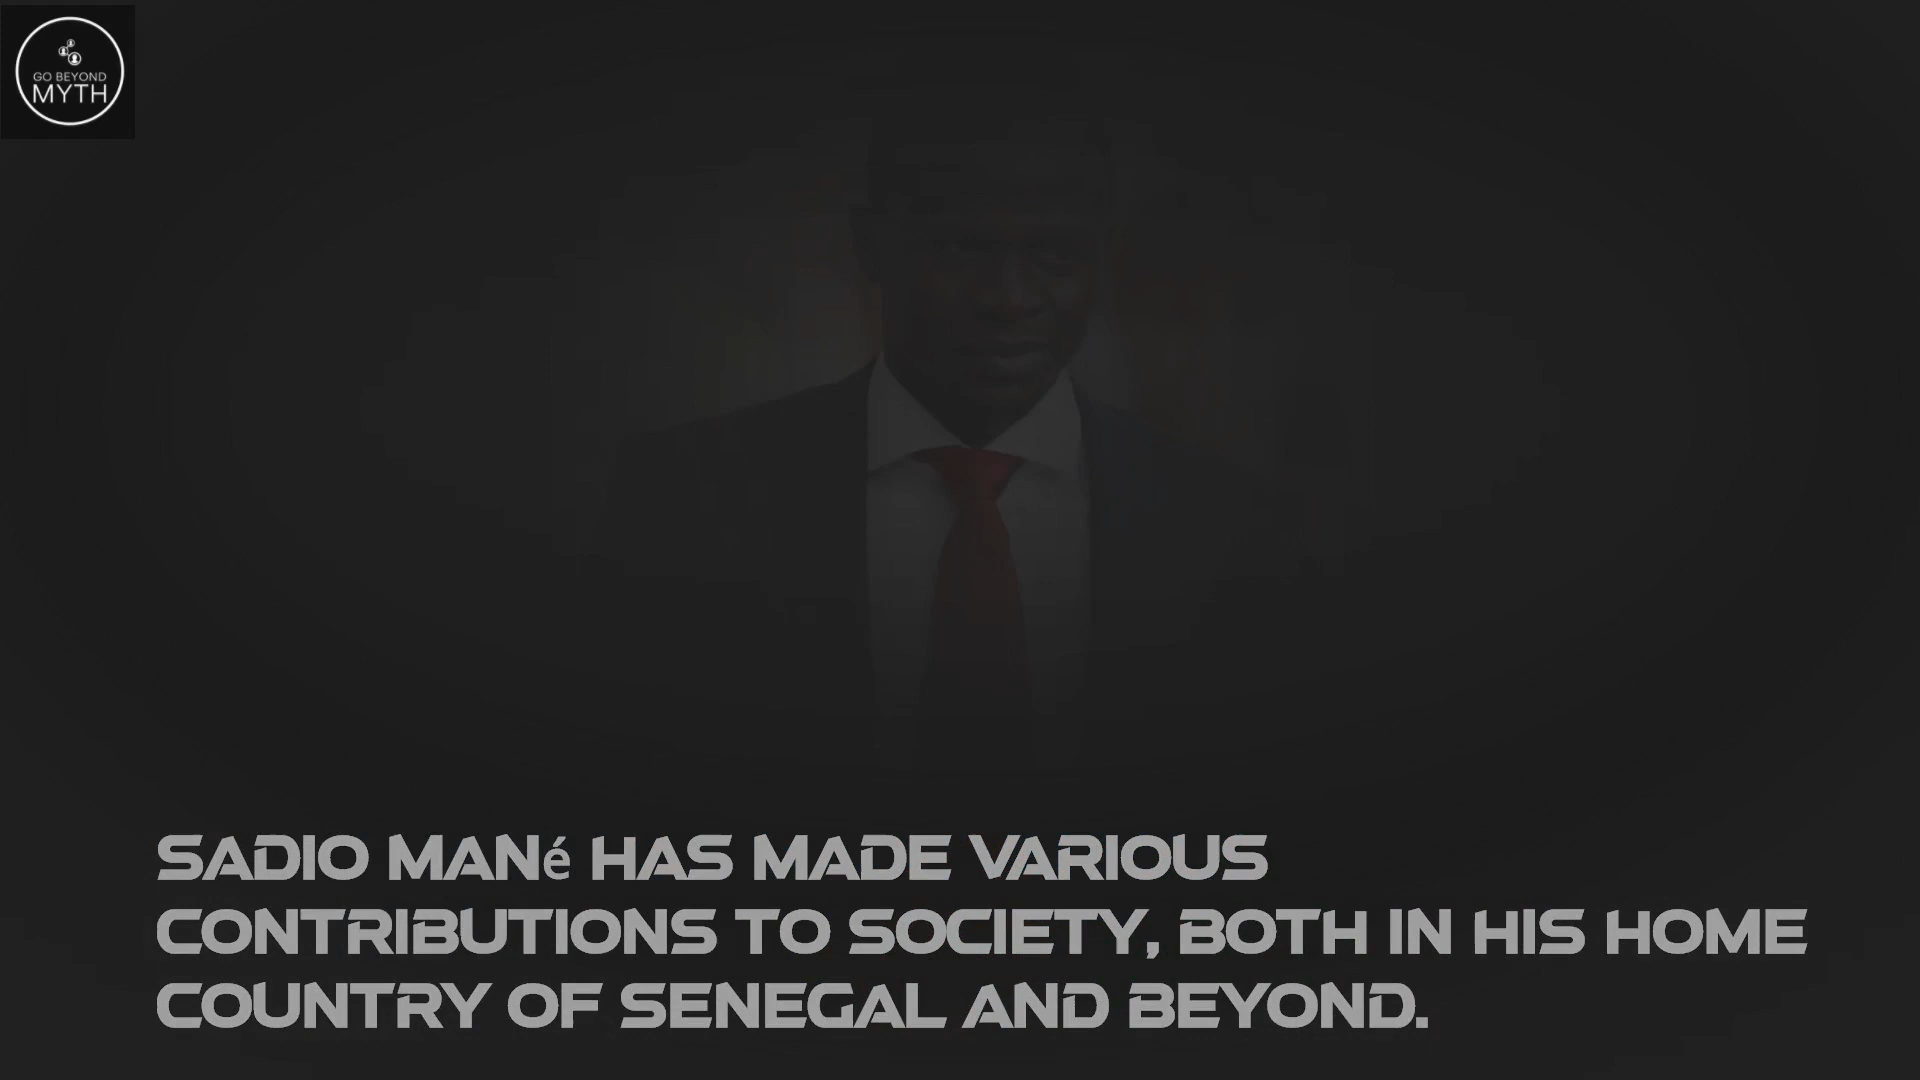 GO BEYOND
MYTH
SADIO MANé HAS MADE VARIOUS
CONTRIBUTIONS TO SOCIETY, BOTH IN HIS HOME
COUNTRY OF SENEGAL AND BEYOND.